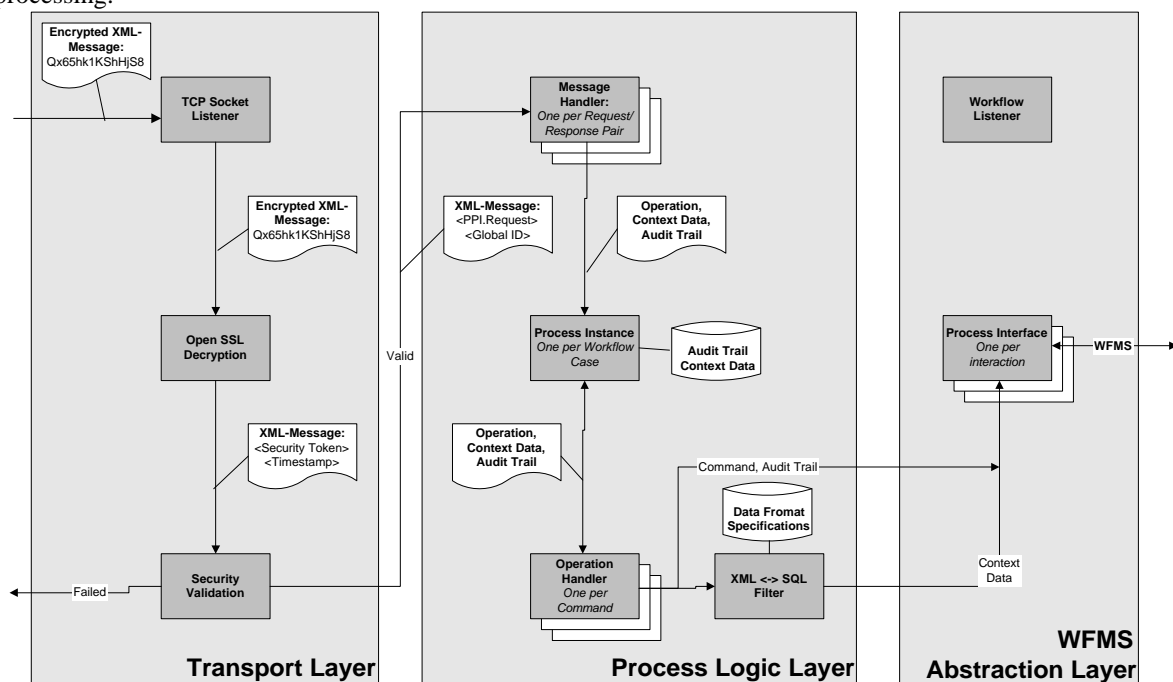 processing.
Encrypted XML-
Message:
Qx65hk1KShHjS8
TCP Socket
Listener
Encrypted XML-
Message:
Qx65hk1KShHjS8
Open SSL
Decryption
XML-Message:
<Security Token>
<Timestamp>
Security
Validation
Failed
Transport Layer
Valid
Message
Handler:
One per Request/
Response Pair
XML-Message:
<PPI.Request>
<Global ID>
Operation,
Context Data,
Audit Trail
Process Instance
One per Workflow
Case
Audit Trail
Context Data
Operation,
Context Data,
Audit Trail
Command, Audit Trail
Data Fromat
Specifications
Operation
Handler
One per
Command
XML <-> SQL
Filter
Process Logic Layer
Workflow
Listener
Process Interface
One per
interaction
WFMS
Context
Data
WFMS
Abstraction Layer